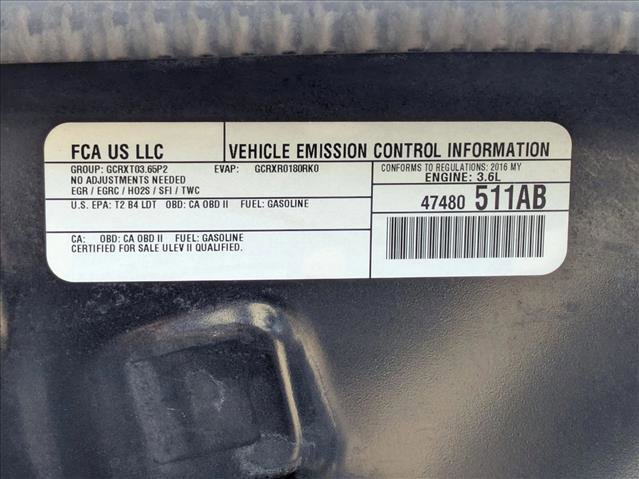 FCA US LLC
VEHICLE EMISSION CONTROL INFORMATION
GROUP: GCRXT03.65P2 EVAP: GCRXR0180RK0
NO ADJUSTMENTS NEEDED
EGR / EGRC / HO2S / SFI / TWC
CONFORMS TO REGULATIONS: 2016 MY
ENGINE: 3.6L
U.S. EPA: T2 B4 LDT OBD: CA OBD II FUEL: GASOLINE
47480 511AB
CA: OBD: CA OBD II FUEL: GASOLINE
CERTIFIED FOR SALE ULEV II QUALIFIED.